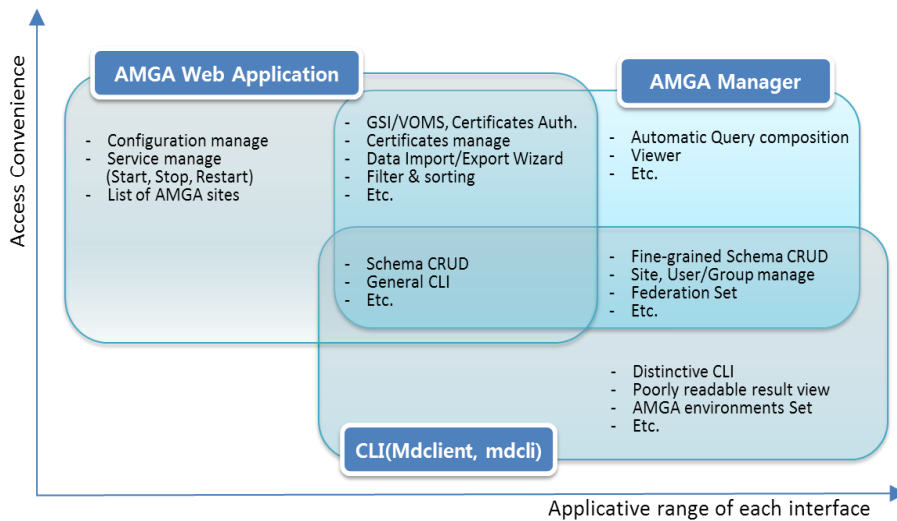 Access Convenience
AMGA Web Application
- Configuration manage
- Service manage
(Start, Stop, Restart)
- List of AMGA sites
- GSI/VOMS, Certificates Auth.
- Certificates manage
- Data Import/Export Wizard
- Filter & sorting
- Etc.
AMGA Manager
- Automatic Query composition
- Viewer
- Etc.
- Schema CRUD
- General CLI
- Etc.
- Fine-grained Schema CRUD
- Site, User/Group manage
- Federation Set
- Etc.
- Distinctive CLI
- Poorly readable result view
- AMGA environments Set
- Etc.
CLI(Mdclient, mdcli)
Applicative range of each interface